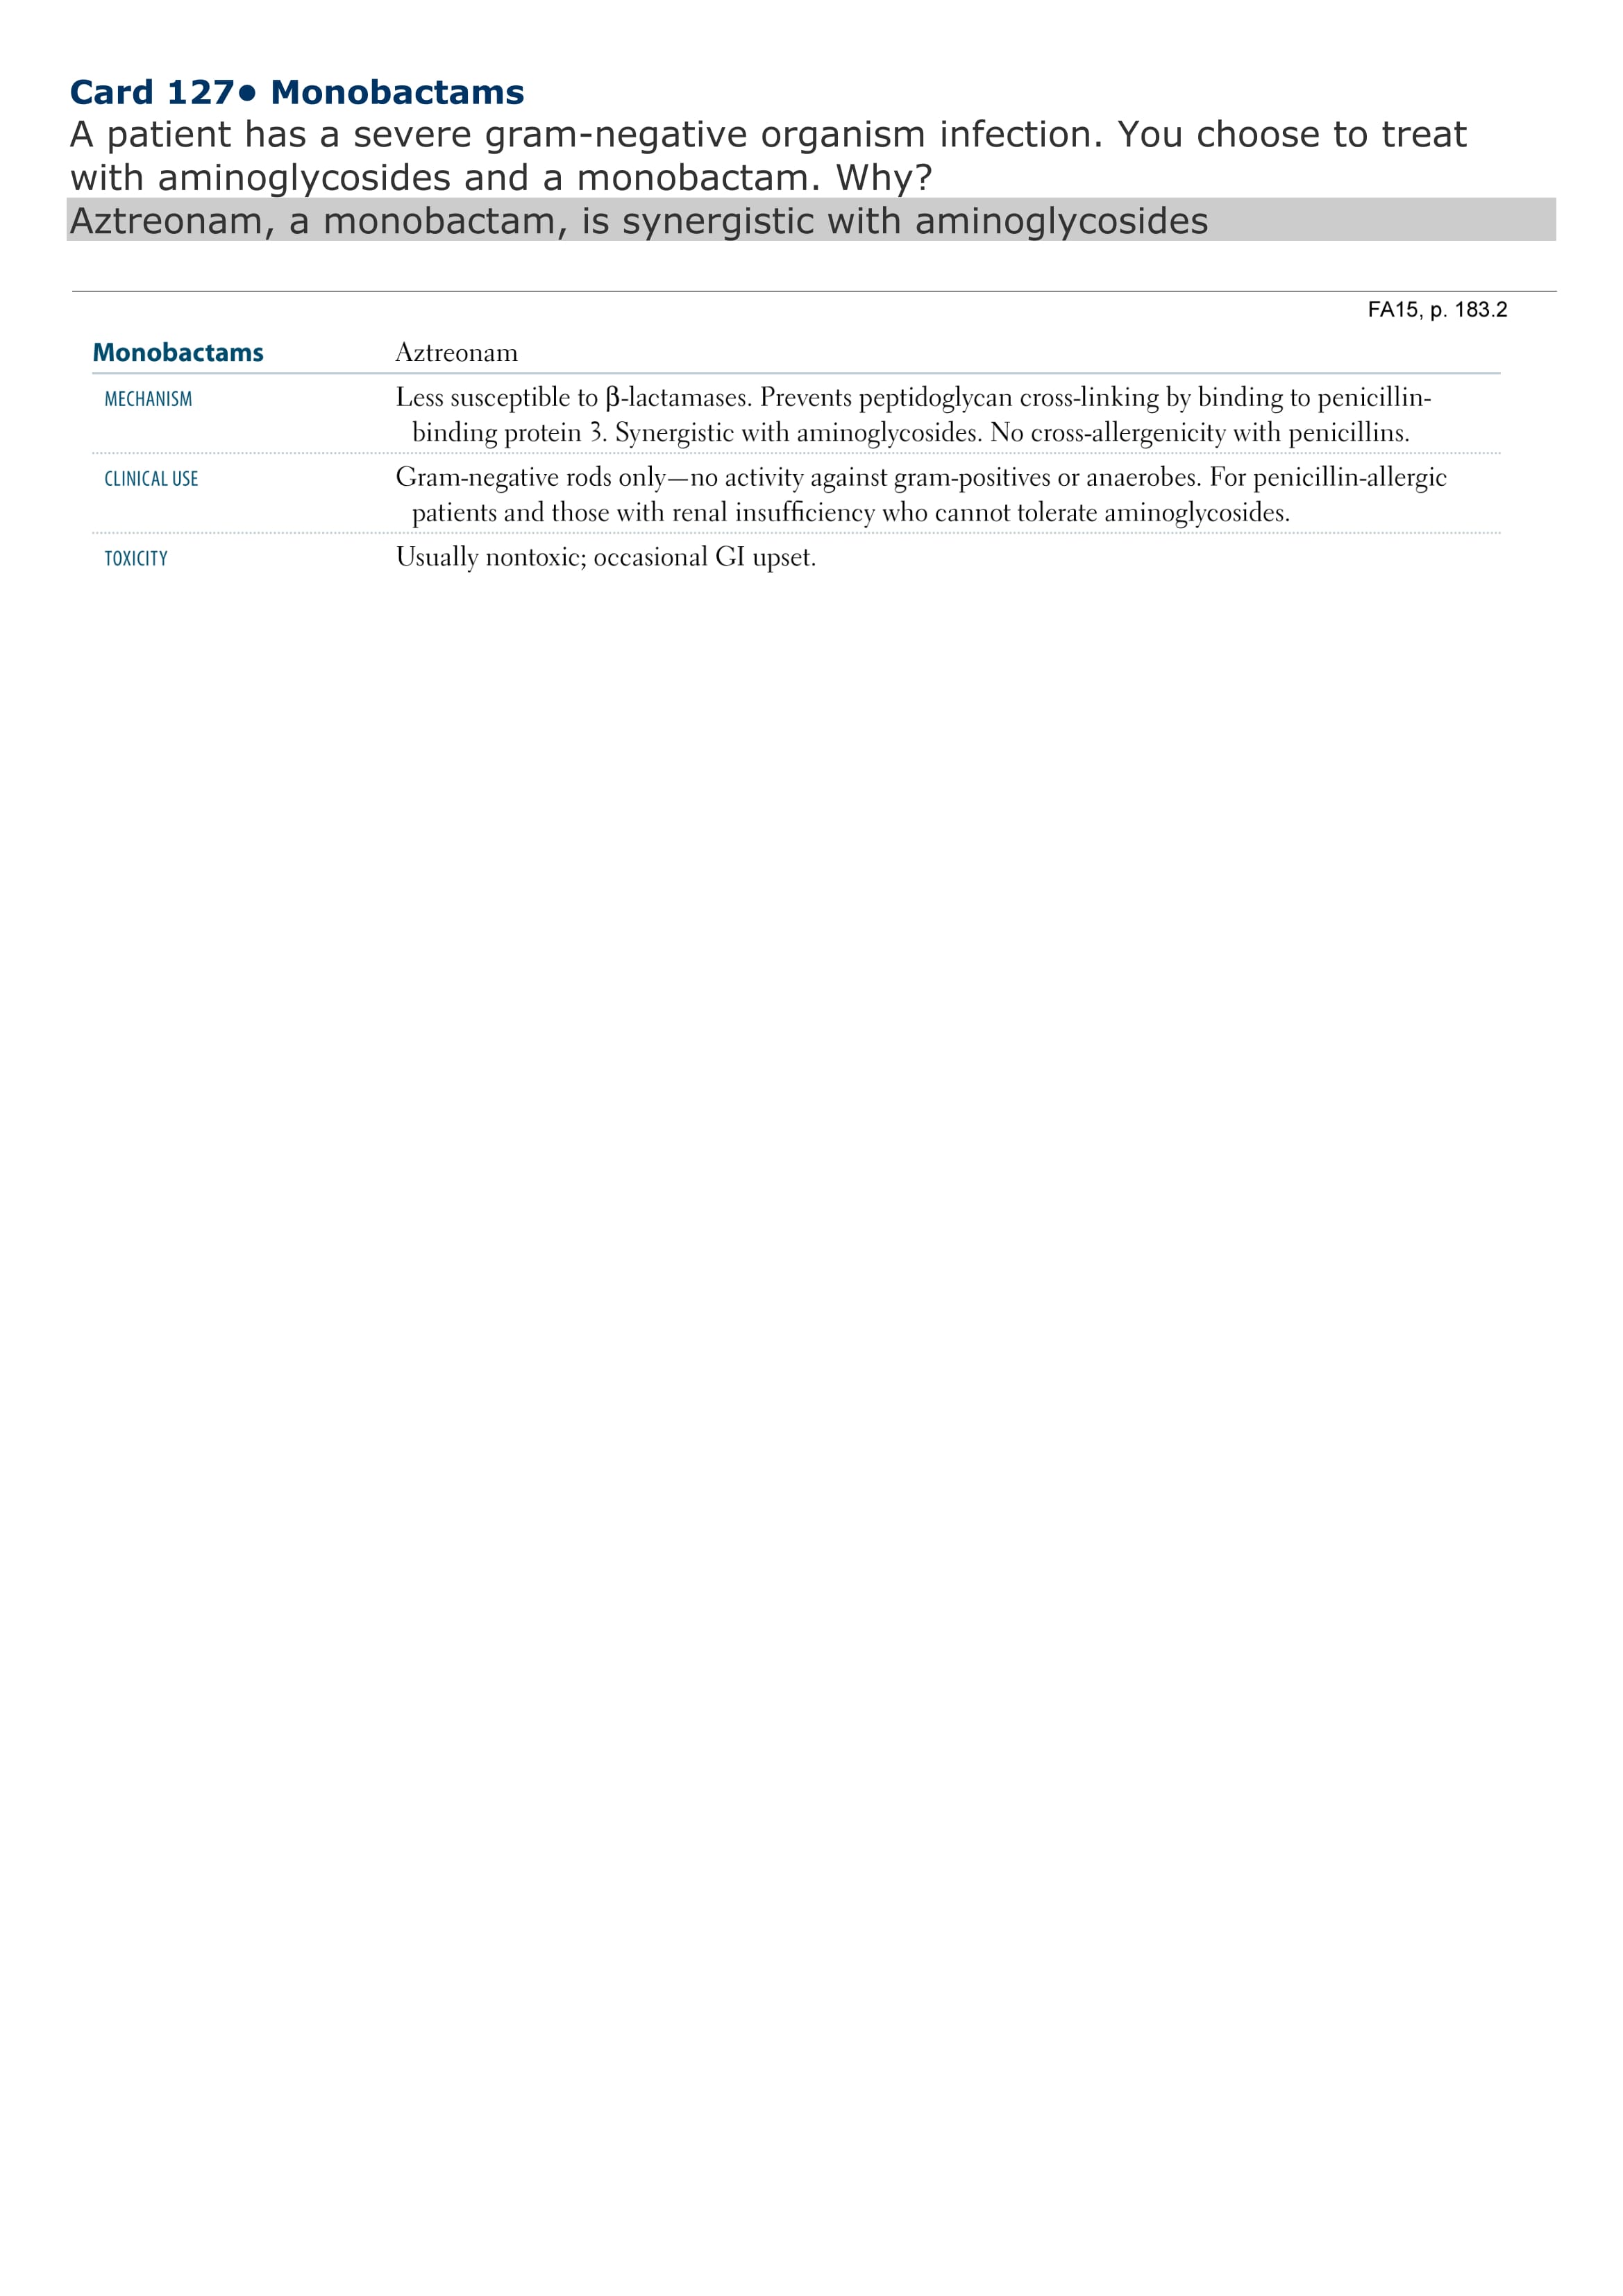 Card 127● Monobactams
A patient has a severe gram-negative organism infection. You choose to treat
with aminoglycosides and a monobactam. Why?
Aztreonam, a monobactam, is synergistic with aminoglycosides
FA15, p. 183.2
Monobactams Aztreonam
MECHANISM Less susceptible to β-lactamases. Prevents peptidoglycan cross-linking by binding to penicillin-
binding protein 3. Synergistic with aminoglycosides. No cross-allergenicity with penicillins.
CLINICAL USE Gram-negative rods only—no activity against gram-positives or anaerobes. For penicillin-allergic
patients and those with renal insufficiency who cannot tolerate aminoglycosides.
TOXICITY Usually nontoxic; occasional GI upset.